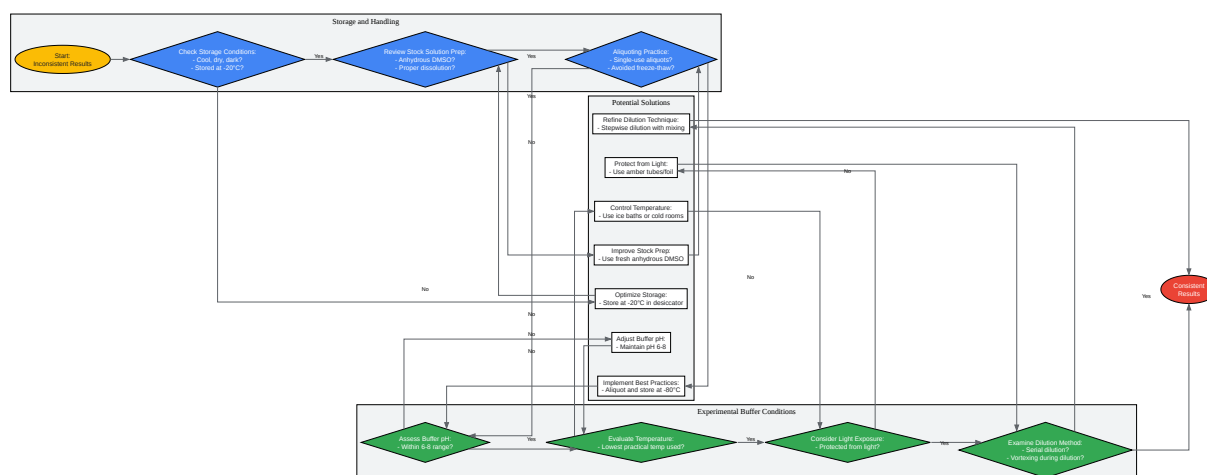 Storage and Handling
Start:
Inconsistent Results
Check Storage Conditions:
- Cool, dry, dark?
- Stored at -20°C?
Yes
Review Stock Solution Prep:
- Anhydrous DMSO?
- Proper dissolution?
Yes
Aliquoting Practice:
- Single-use aliquots?
- Avoided freeze-thaw?
Yes
Potential Solutions
Refine Dilution Technique:
- Stepwise dilution with mixing
No
Protect from Light:
- Use amber tubes/foil
No
Control Temperature:
- Use ice baths or cold rooms
Improve Stock Prep:
- Use fresh anhydrous DMSO
No
No
Optimize Storage:
- Store at -20°C in desiccator
Yes
Consistent
Results
No
No
Adjust Buffer pH:
- Maintain pH 6-8
No
Implement Best Practices:
- Aliquot and store at -80°C
Experimental Buffer Conditions
Assess Buffer pH:
- Within 6-8 range?
Yes
Evaluate Temperature:
- Lowest practical temp used?
Yes
Consider Light Exposure:
- Protected from light?
Yes
Examine Dilution Method:
- Serial dilution?
- Vortexing during dilution?